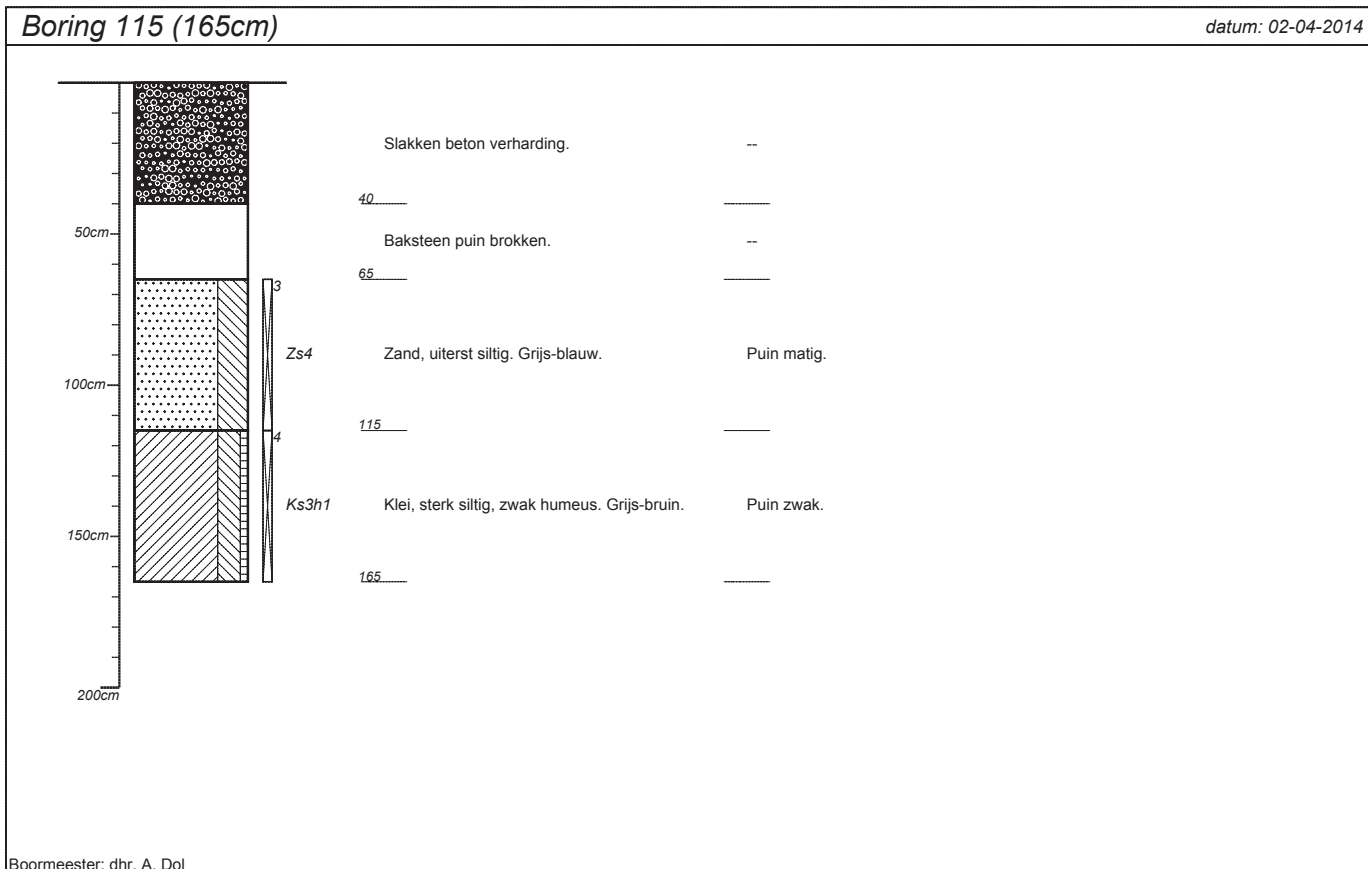 Boring 115 (165cm) datum: 02-04-2014
Slakken beton verharding. --
40
50cm Baksteen puin brokken. --
65
3
Zs4 Zand, uiterst siltig. Grijs-blauw. Puin matig.
100cm
115
4
Ks3h1 Klei, sterk siltig, zwak humeus. Grijs-bruin. Puin zwak.
150cm
165
200cm
Boormeester: dhr. A. Dol